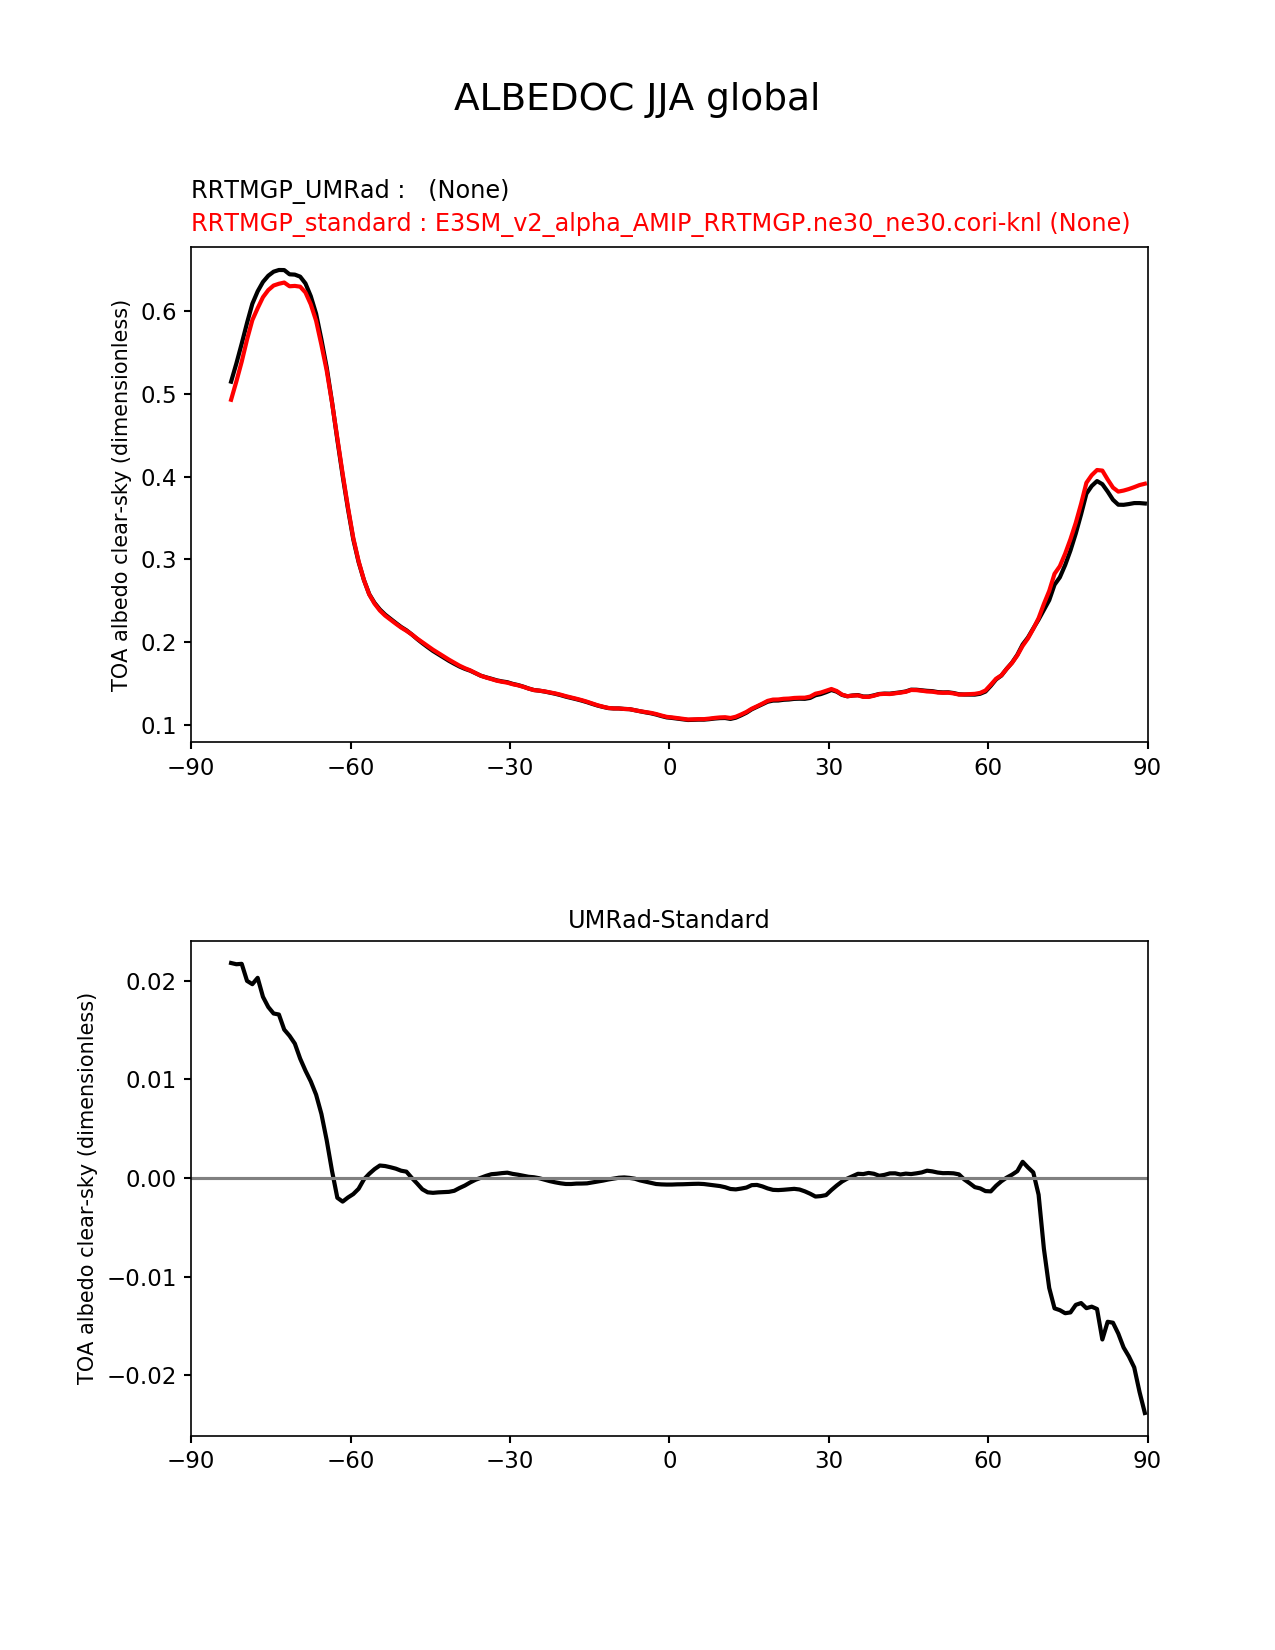 ALBEDOC JJA global
RRTMGP_UMRad :   (None)
RRTMGP_standard : E3SM_v2_alpha_AMIP_RRTMGP.ne30_ne30.cori-knl (None)
TOA albedo clear-sky (dimensionless)
0.6
0.5
0.4
0.3
0.2
0.1
−90 −60 −30 0 30 60 90
UMRad-Standard
TOA albedo clear-sky (dimensionless)
0.02
0.01
0.00
−0.01
−0.02
−90 −60 −30 0 30 60 90